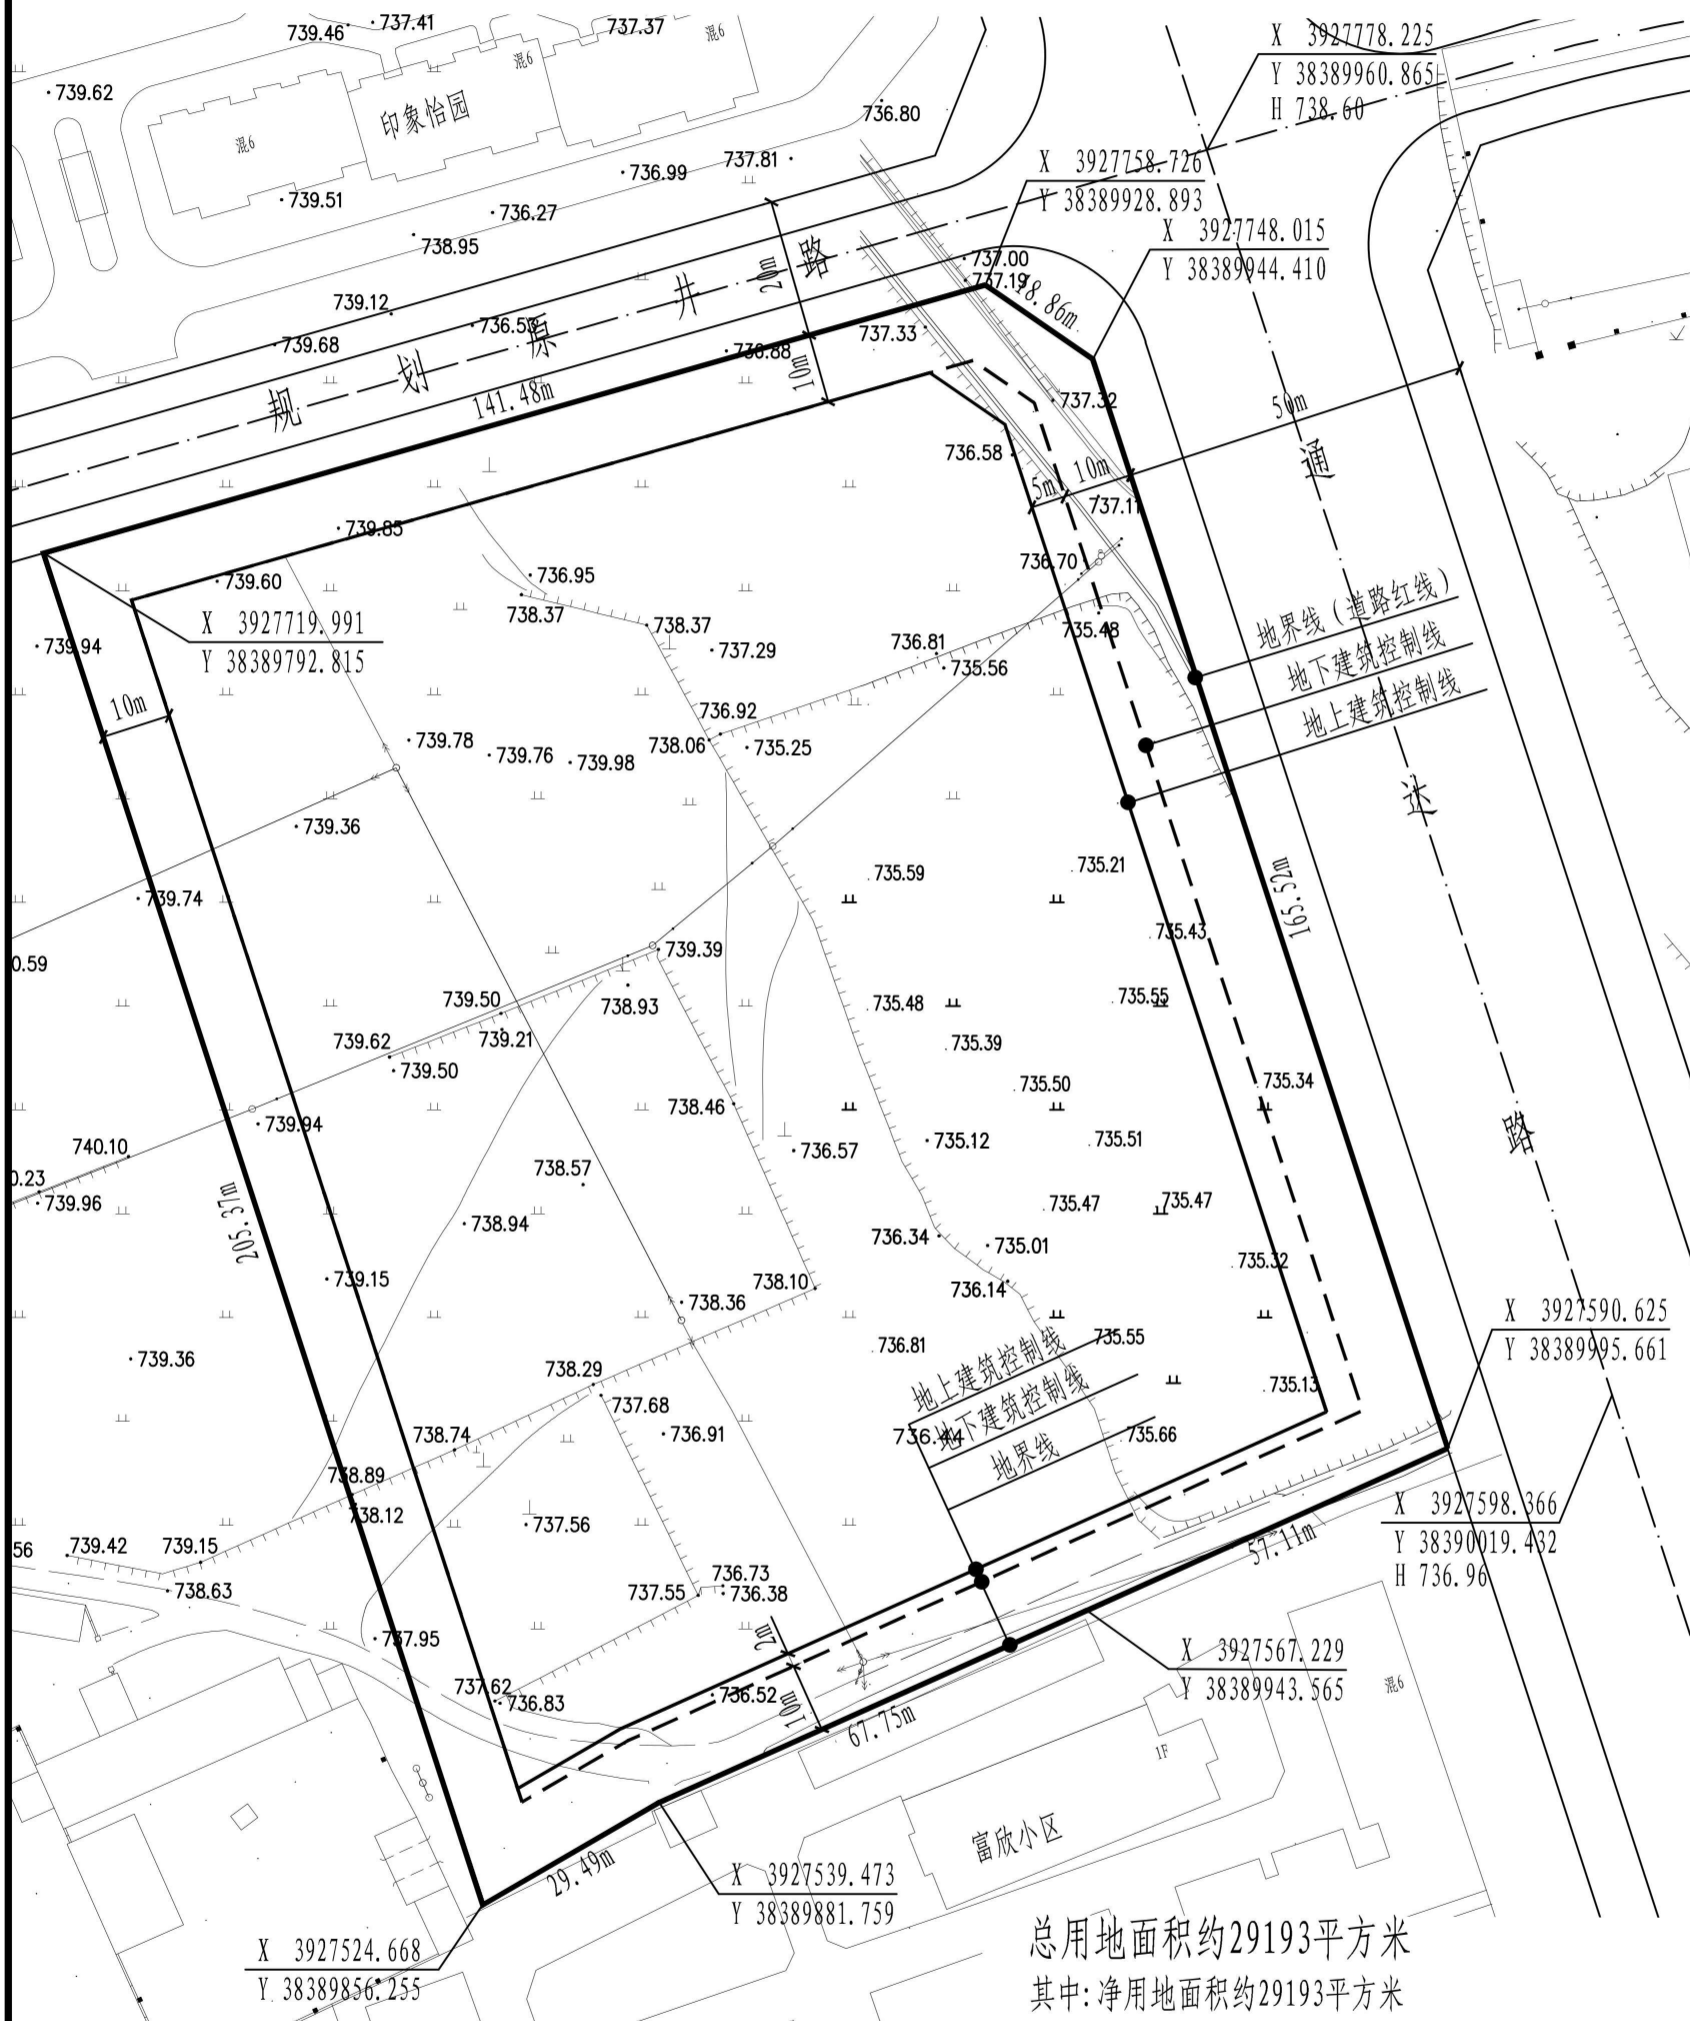 739.46
737.41
737.37
混6
混6
X 3927778.225
Y 38389960.865
H 738.60
739.62
印象怡园
混6
736.80
737.81
736.99
X 3927758.726
Y 38389928.893
739.51
736.27
738.95
X 3927748.015
Y 38389944.410
规划原井路
20m
737.00
737.19
18.86m
739.12
736.53
737.33
739.68
736.88
10m
141.48m
737.32
50m
736.58
10m
5m
737.11
通达路
739.85
736.70
739.60
736.95
738.37
738.37
地界线（道路红线）
地下建筑控制线
地上建筑控制线
X 3927719.991
Y 38389792.815
739.94
737.29
736.81
735.48
735.56
10m
736.92
739.78
738.06
735.25
739.76
739.98
739.36
735.59
735.21
739.74
165.52m
735.43
0.59
739.39
739.50
738.93
735.48
735.55
739.62
739.21
735.39
739.50
735.50
735.34
738.46
739.94
740.10
735.12
735.51
736.57
738.57
0.23
739.96
735.47
735.47
205.37m
738.94
736.34
735.01
735.32
739.15
738.10
736.14
738.36
X 3927590.625
Y 38389995.661
739.36
736.81
735.55
地上建筑控制线
地下建筑控制线
地界线
738.29
735.13
737.68
738.74
736.91
736.44
735.66
738.89
738.12
X 3927598.366
Y 38390019.432
H 736.96
737.56
57.11m
56
739.42
739.15
738.63
736.73
737.55
736.38
737.95
2m
X 3927567.229
Y 38389943.565
混6
737.62
736.83
736.52
10m
67.75m
1F
富欣小区
29.49m
X 3927539.473
Y 38389881.759
X 3927524.668
Y 38389856.255
总用地面积约29193平方米
其中:净用地面积约29193平方米